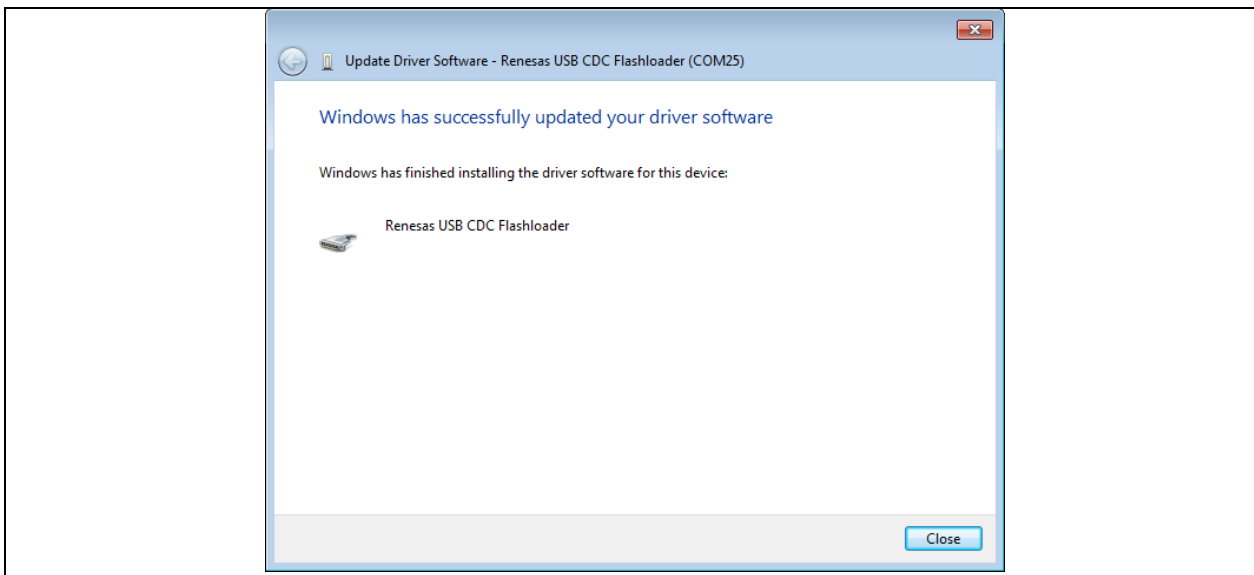 Update Driver Software - Renesas USB CDC Flashloader (COM25)
Windows has successfully updated your driver software
Windows has finished installing the driver software for this device:
Renesas USB CDC Flashloader
Close